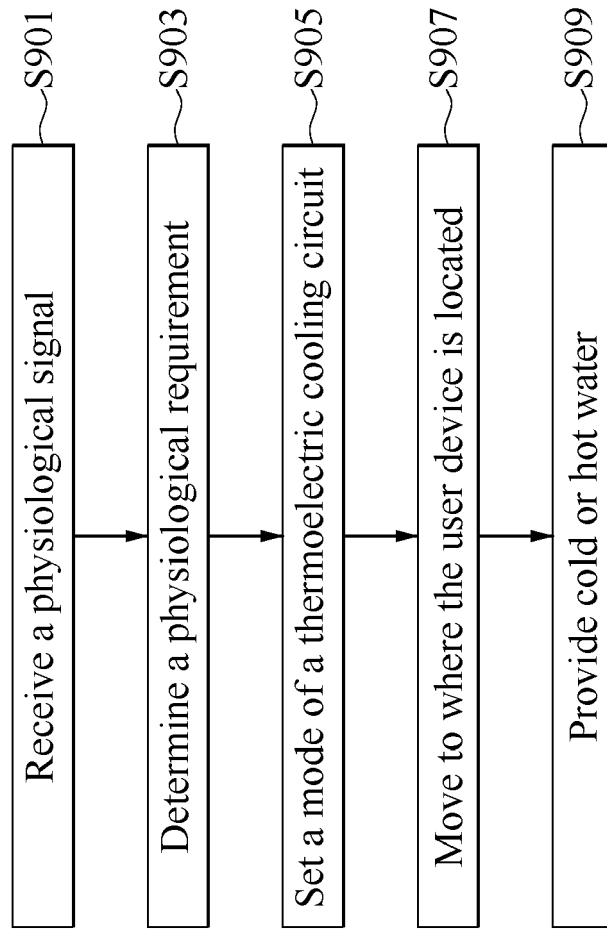 Receive a physiological signal
S901
Determine a physiological requirement
S903
Set a mode of a thermoelectric cooling circuit
S905
Move to where the user device is located
S907
Provide cold or hot water
S909